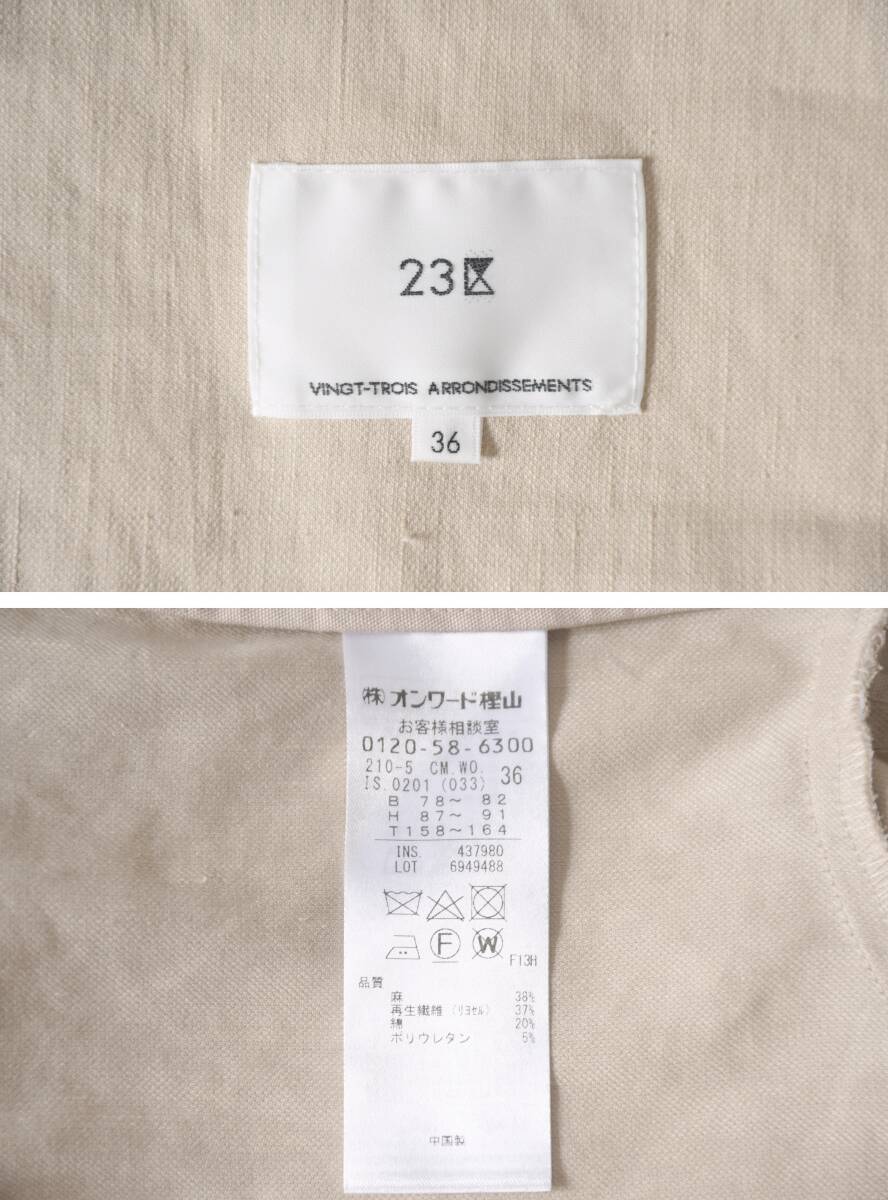 23区
VINGT-TROIS ARRONDISSEMENTS
36
㈱オンワード樫山
お客様相談室
0120-58-6300
210-5 CM.WO. 36
IS.0201 (033)
B 78〜 82
H 87〜 91
T158〜164
INS. 437980
LOT 6949488
F W
F13H
品質
麻 38%
再生繊維 (リヨセル) 37%
綿 20%
ポリウレタン 5%
中国製